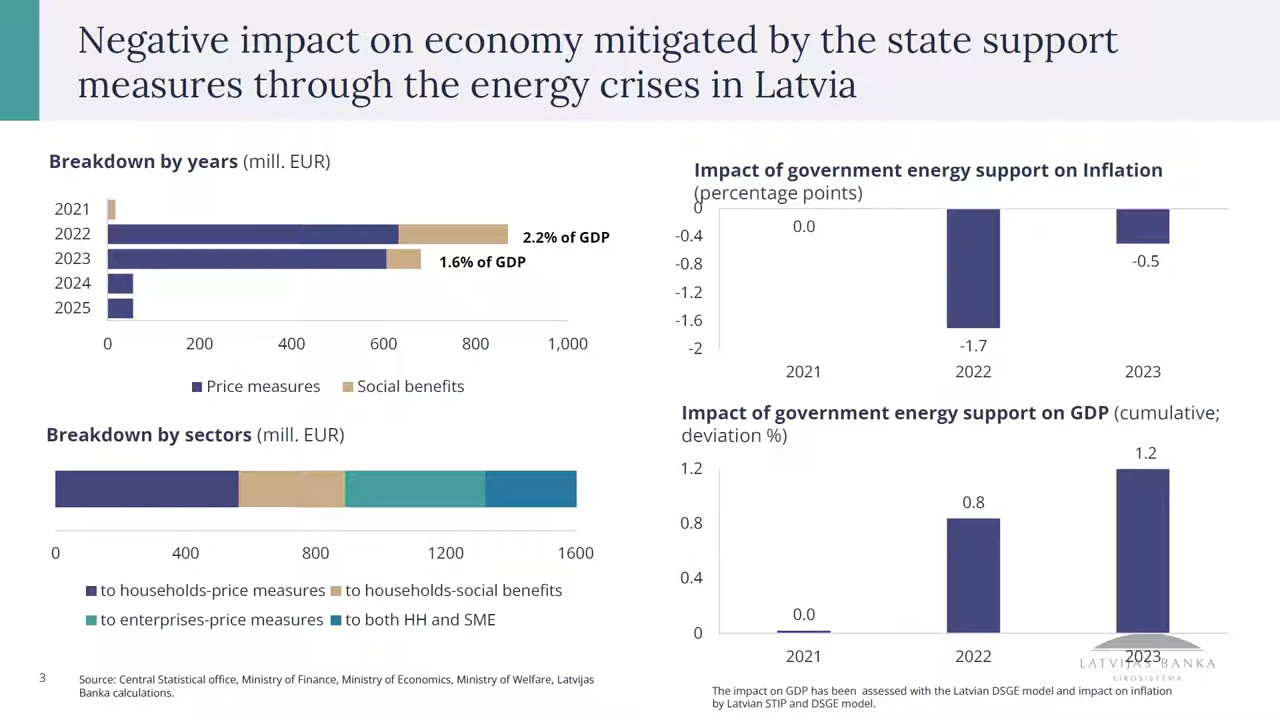 Negative impact on economy mitigated by the state support
measures through the energy crises in Latvia
Breakdown by years (mill. EUR)
2021
2022
2.2% of GDP
2023
1.6% of GDP
2024
2025
0 200 400 600 800 1,000
Price measures Social benefits
Breakdown by sectors (mill. EUR)
0 400 800 1200 1600
to households-price measures to households-social benefits
to enterprises-price measures to both HH and SME
Impact of government energy support on Inflation
(percentage points)
0
-0.4
-0.8
-1.2
-1.6
-2
0.0
-1.7
-0.5
2021 2022 2023
Impact of government energy support on GDP (cumulative;
deviation %)
1.2
0.8
0.4
0
0.0
0.8
1.2
2021 2022 2023
LATVIJAS BANKA
EIROSISTĒMA
3
Source: Central Statistical office, Ministry of Finance, Ministry of Economics, Ministry of Welfare, Latvijas
Banka calculations.
The impact on GDP has been assessed with the Latvian DSGE model and impact on inflation
by Latvian STIP and DSGE model.